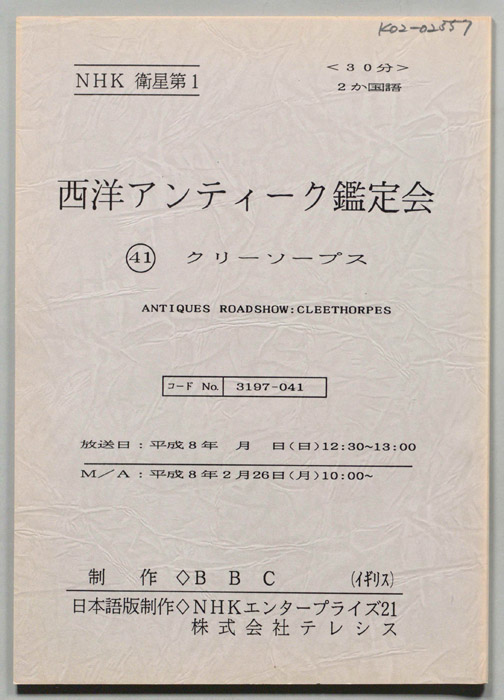 K02-02557
NHK 衛星第1
＜30分＞
2か国語
西洋アンティーク鑑定会
㊶ クリーソープス
ANTIQUES ROADSHOW:CLEETHORPES
コード No. 3197-041
放送日：平成8年　月　日(日)12:30~13:00
M／A：平成8年2月26日(月)10:00~
制　作◇BBC　(イギリス)
日本語版制作◇NHKエンタープライズ21
株式会社テレシス